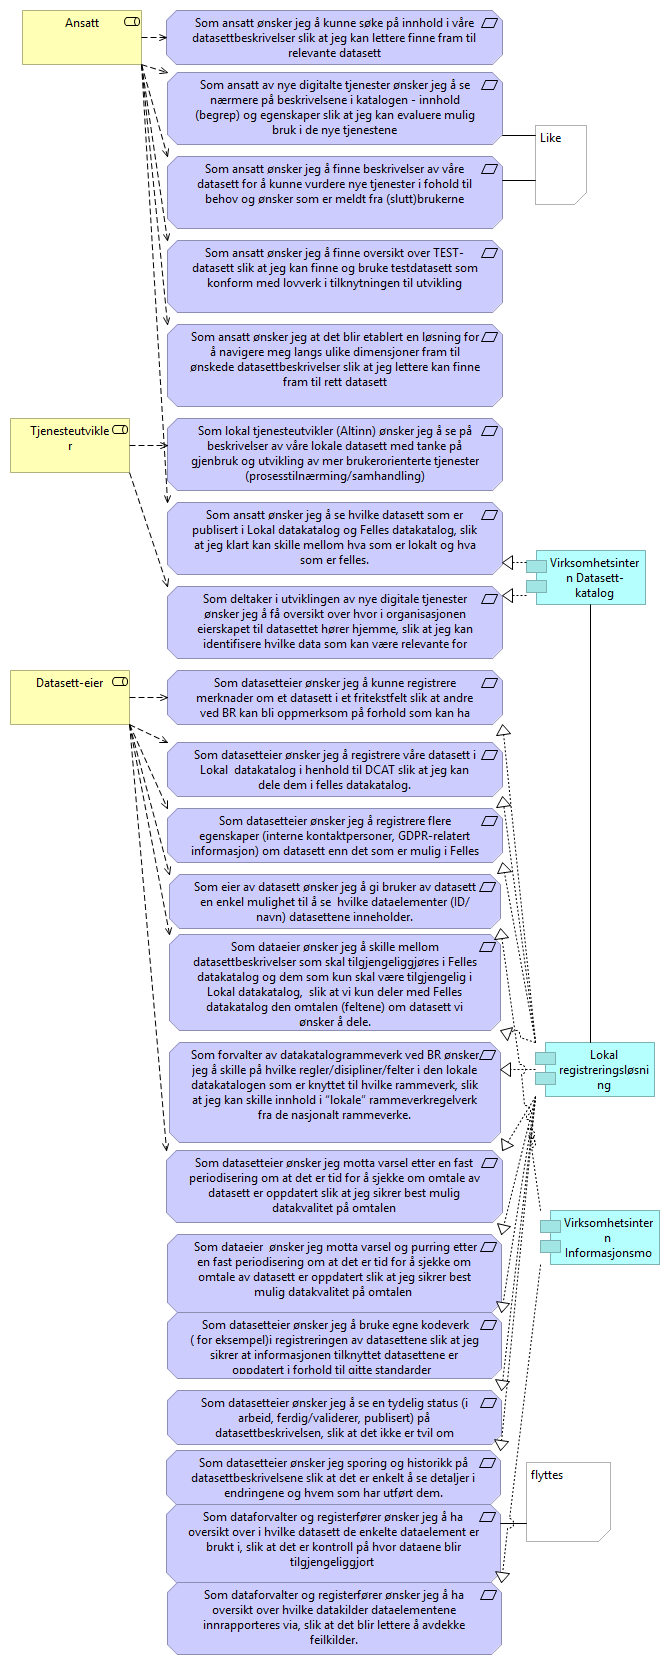 Ansatt
Som ansatt ønsker jeg å kunne søke på innhold i våre
datasettbeskrivelser slik at jeg kan lettere finne fram til
relevante datasett
Som ansatt av nye digitalte tjenester ønsker jeg å se
nærmere på beskrivelsene i katalogen - innhold
(begrep) og egenskaper slik at jeg kan evaluere mulig
bruk i de nye tjenestene
Like
Som ansatt ønsker jeg å finne beskrivelser av våre
datasett for å kunne vurdere nye tjenester i fohold til
behov og ønsker som er meldt fra (slutt)brukerne
Som ansatt ønsker jeg å finne oversikt over TEST-
datasett slik at jeg kan finne og bruke testdatasett som
konform med lovverk i tilknytningen til utvikling
Som ansatt ønsker jeg at det blir etablert en løsning for
å navigere meg langs ulike dimensjoner fram til
ønskede datasettbeskrivelser slik at jeg lettere kan finne
fram til rett datasett
Tjenesteutvikle
r
Som lokal tjenesteutvikler (Altinn) ønsker jeg å se på
beskrivelser av våre lokale datasett med tanke på
gjenbruk og utvikling av mer brukerorienterte tjenester
(prosesstilnærming/samhandling)
Som ansatt ønsker jeg å se hvilke datasett som er
publisert i Lokal datakatalog og Felles datakatalog, slik
at jeg klart kan skille mellom hva som er lokalt og hva
som er felles.
Virksomhetsinter
n Datasett-
katalog
Som deltaker i utviklingen av nye digitale tjenester
ønsker jeg å få oversikt over hvor i organisasjonen
eierskapet til datasettet hører hjemme, slik at jeg kan
identifisere hvilke data som kan være relevante for
Datasett-eier
Som datasetteier ønsker jeg å kunne registrere
merknader om et datasett i et fritekstfelt slik at andre
ved BR kan bli oppmerksom på forhold som kan ha
Som datasetteier ønsker jeg å registrere våre datasett i
Lokal  datakatalog i henhold til DCAT slik at jeg kan
dele dem i felles datakatalog.
Som datasetteier ønsker jeg å registrere flere
egenskaper (interne kontaktpersoner, GDPR-relatert
informasjon) om datasett enn det som er mulig i Felles
Som eier av datasett ønsker jeg å gi bruker av datasett
en enkel mulighet til å se  hvilke dataelementer (ID/
navn) datasettene inneholder.
Som dataeier ønsker jeg å skille mellom
datasettbeskrivelser som skal tilgjengeliggjøres i Felles
datakatalog og dem som kun skal være tilgjengelig i
Lokal datakatalog,  slik at vi kun deler med Felles
datakatalog den omtalen (feltene) om datasett vi
ønsker å dele.
Lokal
registreringsløsni
ng
Som forvalter av datakatalogrammeverk ved BR ønsker
jeg å skille på hvilke regler/disipliner/felter i den lokale
datakatalogen som er knyttet til hvilke rammeverk, slik
at jeg kan skille innhold i "lokale" rammeverkregelverk
fra de nasjonalt rammeverke.
Som datasetteier ønsker jeg motta varsel etter en fast
periodisering om at det er tid for å sjekke om omtale av
datasett er oppdatert slik at jeg sikrer best mulig
datakvalitet på omtalen
Virksomhetsinter
n
Informasjonsmo
Som dataeier  ønsker jeg motta varsel og purring etter
en fast periodisering om at det er tid for å sjekke om
omtale av datasett er oppdatert slik at jeg sikrer best
mulig datakvalitet på omtalen
Som datasetteier ønsker jeg å bruke egne kodeverk
( for eksempel)i registreringen av datasettene slik at jeg
sikrer at informasjonen tilknyttet datasettene er
oppdatert i forhold til gitte standarder
Som datasetteier ønsker jeg å se en tydelig status (i
arbeid, ferdig/validerer, publisert) på
datasettbeskrivelsen, slik at det ikke er tvil om
Som datasetteier ønsker jeg sporing og historikk på
datasettbeskrivelsene slik at det er enkelt å se detaljer i
endringene og hvem som har utført dem.
flyttes
Som dataforvalter og registerfører ønsker jeg å ha
oversikt over i hvilke datasett de enkelte dataelement er
brukt i, slik at det er kontroll på hvor dataene blir
tilgjengeliggjort
Som dataforvalter og registerfører ønsker jeg å ha
oversikt over hvilke datakilder dataelementene
innrapporteres via, slik at det blir lettere å avdekke
feilkilder.